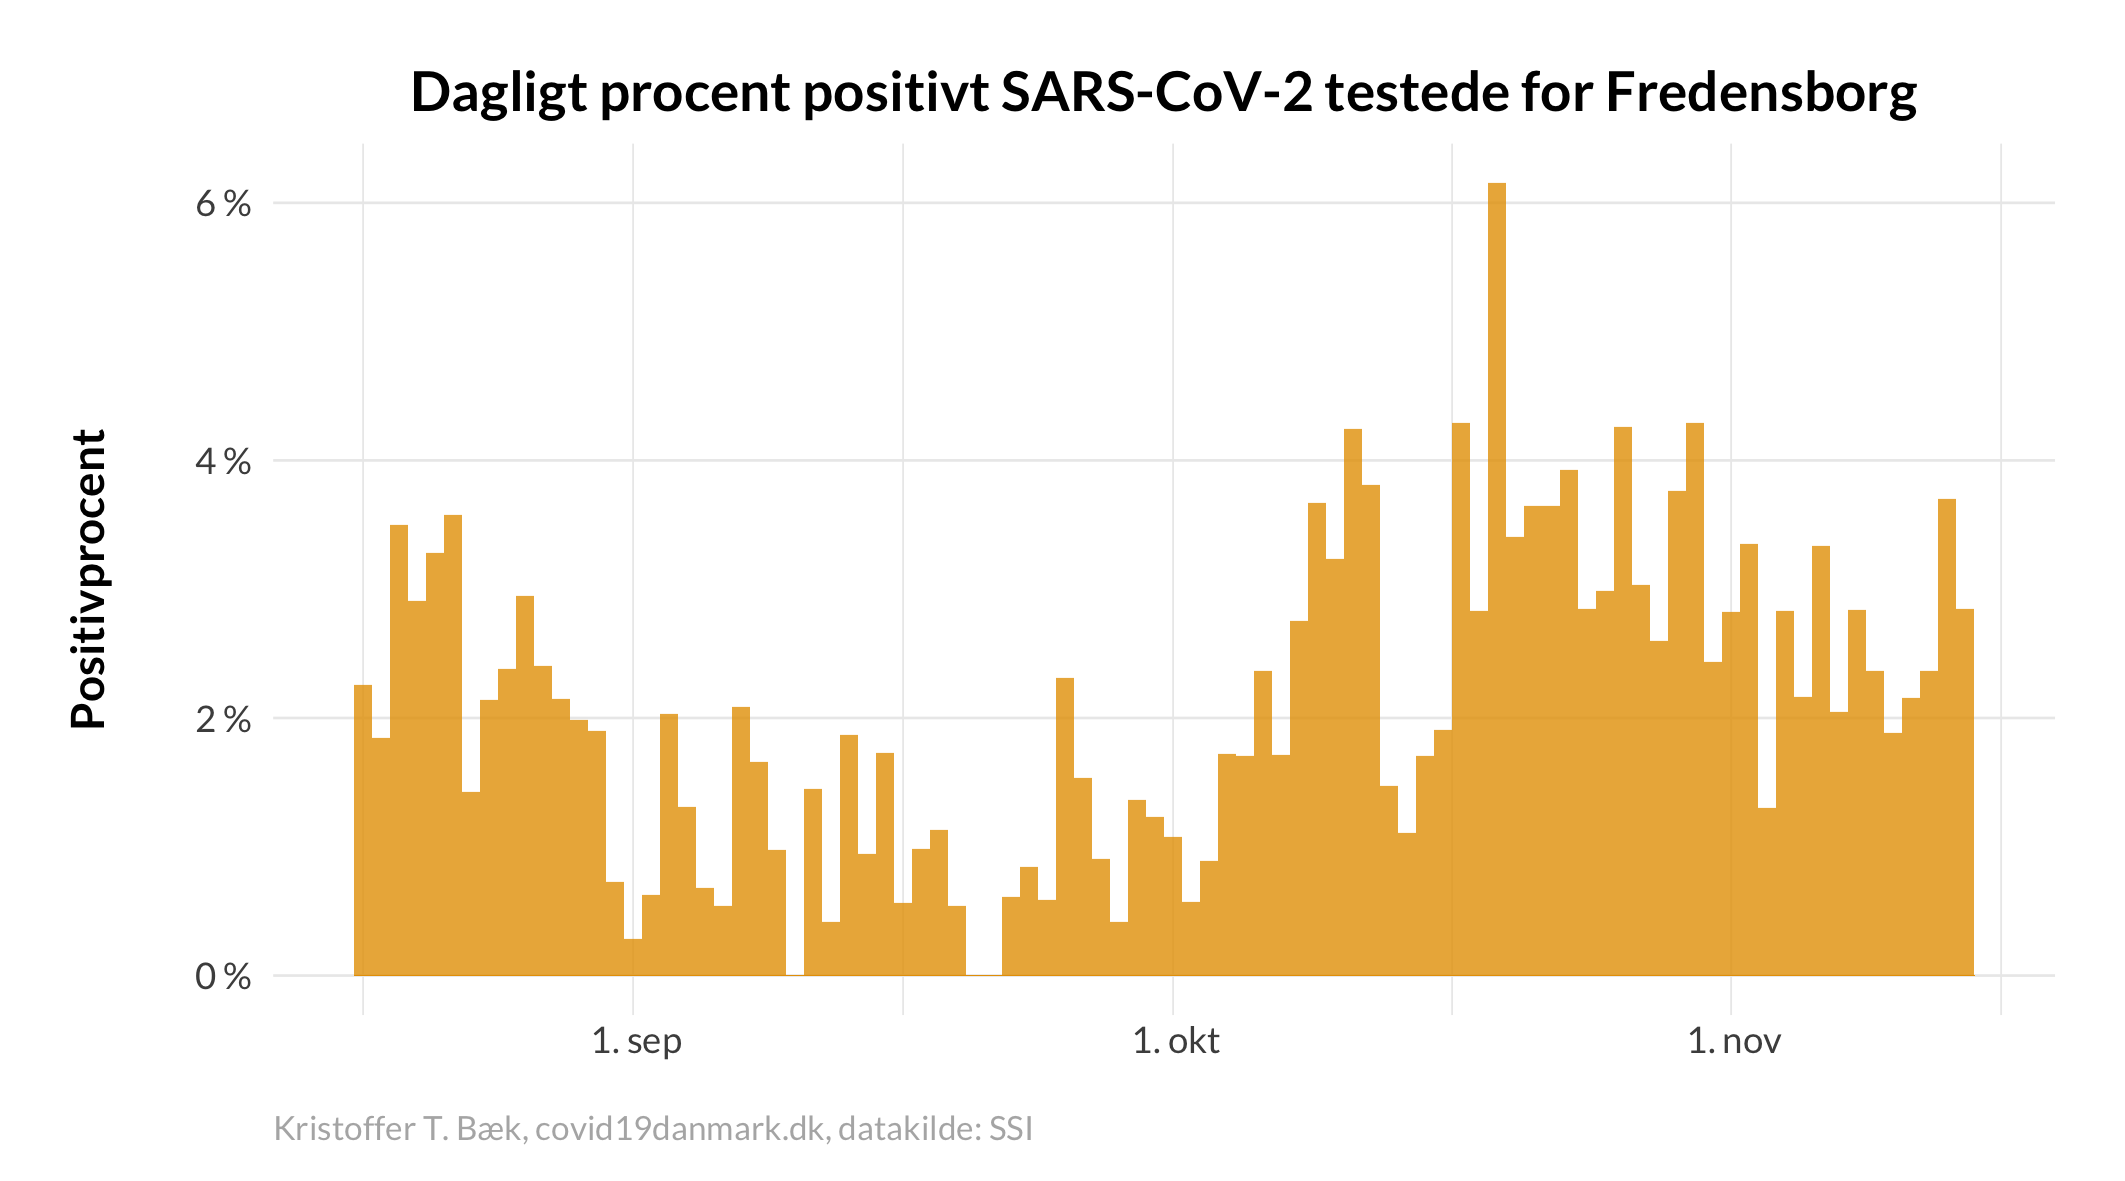 Dagligt procent positivt SARS-CoV-2 testede for Fredensborg
Positivprocent
6 %
4 %
2 %
0 %
1. sep
1. okt
1. nov
Kristoffer T. Bæk, covid19danmark.dk, datakilde: SSI